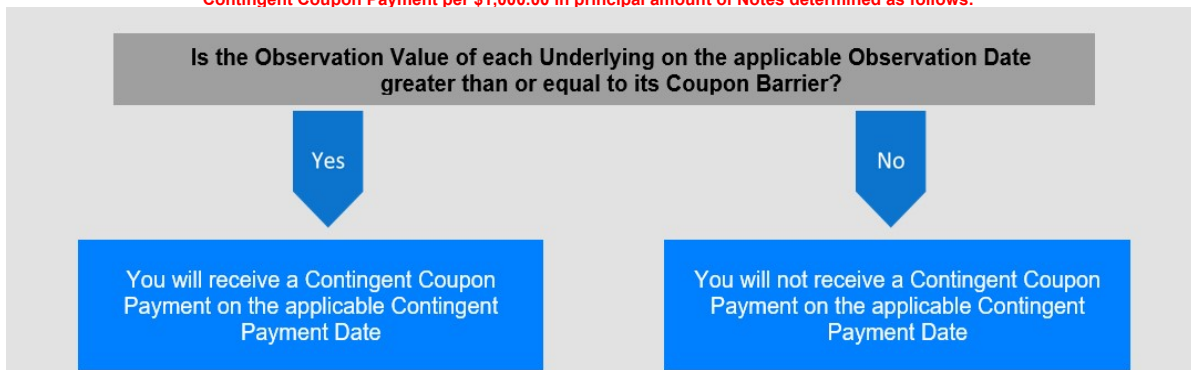 Contingent Coupon Payment per $1,000.00 in principal amount of Notes determined as follows:
Is the Observation Value of each Underlying on the applicable Observation Date
greater than or equal to its Coupon Barrier?
Yes
No
You will receive a Contingent Coupon
Payment on the applicable Contingent
Payment Date
You will not receive a Contingent Coupon
Payment on the applicable Contingent
Payment Date